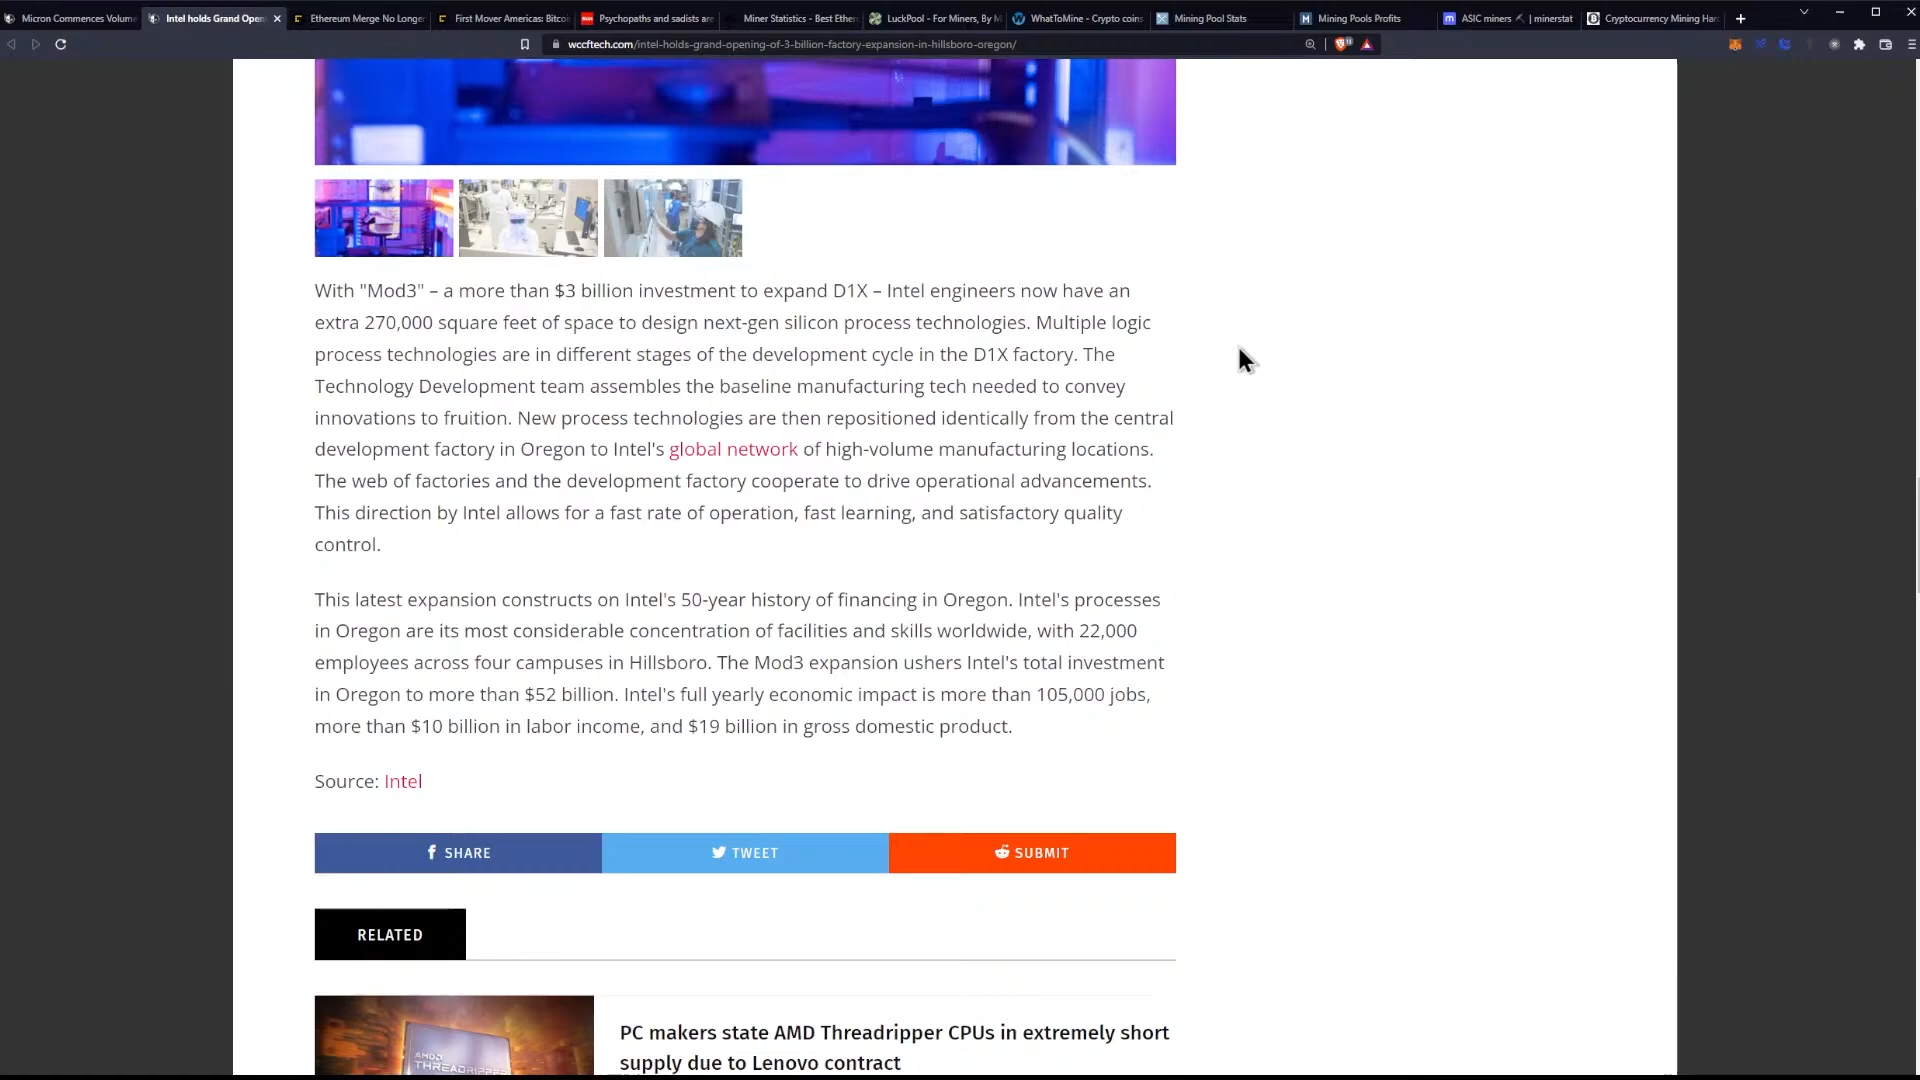 Micron Commences Volum
Intel holds Grand Open
Ethereum Merge No Longer
First Mover Americas: Bitco
Psychopaths and sadists are
Miner Statistics - Best Ether
LuckPool - For Miners, By M
WhatToMine - Crypto coins
Mining Pool Stats
Mining Pools Profits
ASIC miners ⛏ | minerstat
Cryptocurrency Mining Har
wccftech.com/intel-holds-grand-opening-of-3-billion-factory-expansion-in-hillsboro-oregon/
With "Mod3" – a more than $3 billion investment to expand D1X – Intel engineers now have an
extra 270,000 square feet of space to design next-gen silicon process technologies. Multiple logic
process technologies are in different stages of the development cycle in the D1X factory. The
Technology Development team assembles the baseline manufacturing tech needed to convey
innovations to fruition. New process technologies are then repositioned identically from the central
development factory in Oregon to Intel's global network of high-volume manufacturing locations.
The web of factories and the development factory cooperate to drive operational advancements.
This direction by Intel allows for a fast rate of operation, fast learning, and satisfactory quality
control.
This latest expansion constructs on Intel's 50-year history of financing in Oregon. Intel's processes
in Oregon are its most considerable concentration of facilities and skills worldwide, with 22,000
employees across four campuses in Hillsboro. The Mod3 expansion ushers Intel's total investment
in Oregon to more than $52 billion. Intel's full yearly economic impact is more than 105,000 jobs,
more than $10 billion in labor income, and $19 billion in gross domestic product.
Source: Intel
SHARE
TWEET
SUBMIT
RELATED
AMD
THREADRIPPER
PC makers state AMD Threadripper CPUs in extremely short
supply due to Lenovo contract